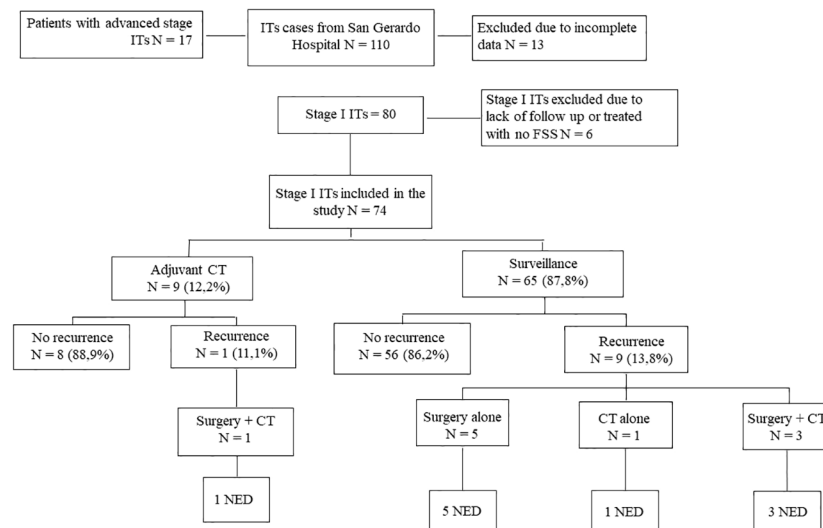 Patients with advanced stage
ITs N = 17
ITs cases from San Gerardo
Hospital N = 110
Excluded due to incomplete
data N = 13
Stage I ITs = 80
Stage I ITs excluded due to
lack of follow up or treated
with no FSS N = 6
Stage I ITs included in the
study N = 74
Adjuvant CT
N = 9 (12,2%)
Surveillance
N = 65 (87,8%)
No recurrence
N = 8 (88,9%)
Recurrence
N = 1 (11,1%)
No recurrence
N = 56 (86,2%)
Recurrence
N = 9 (13,8%)
Surgery + CT
N = 1
Surgery alone
N = 5
CT alone
N = 1
Surgery + CT
N = 3
1 NED
5 NED
1 NED
3 NED